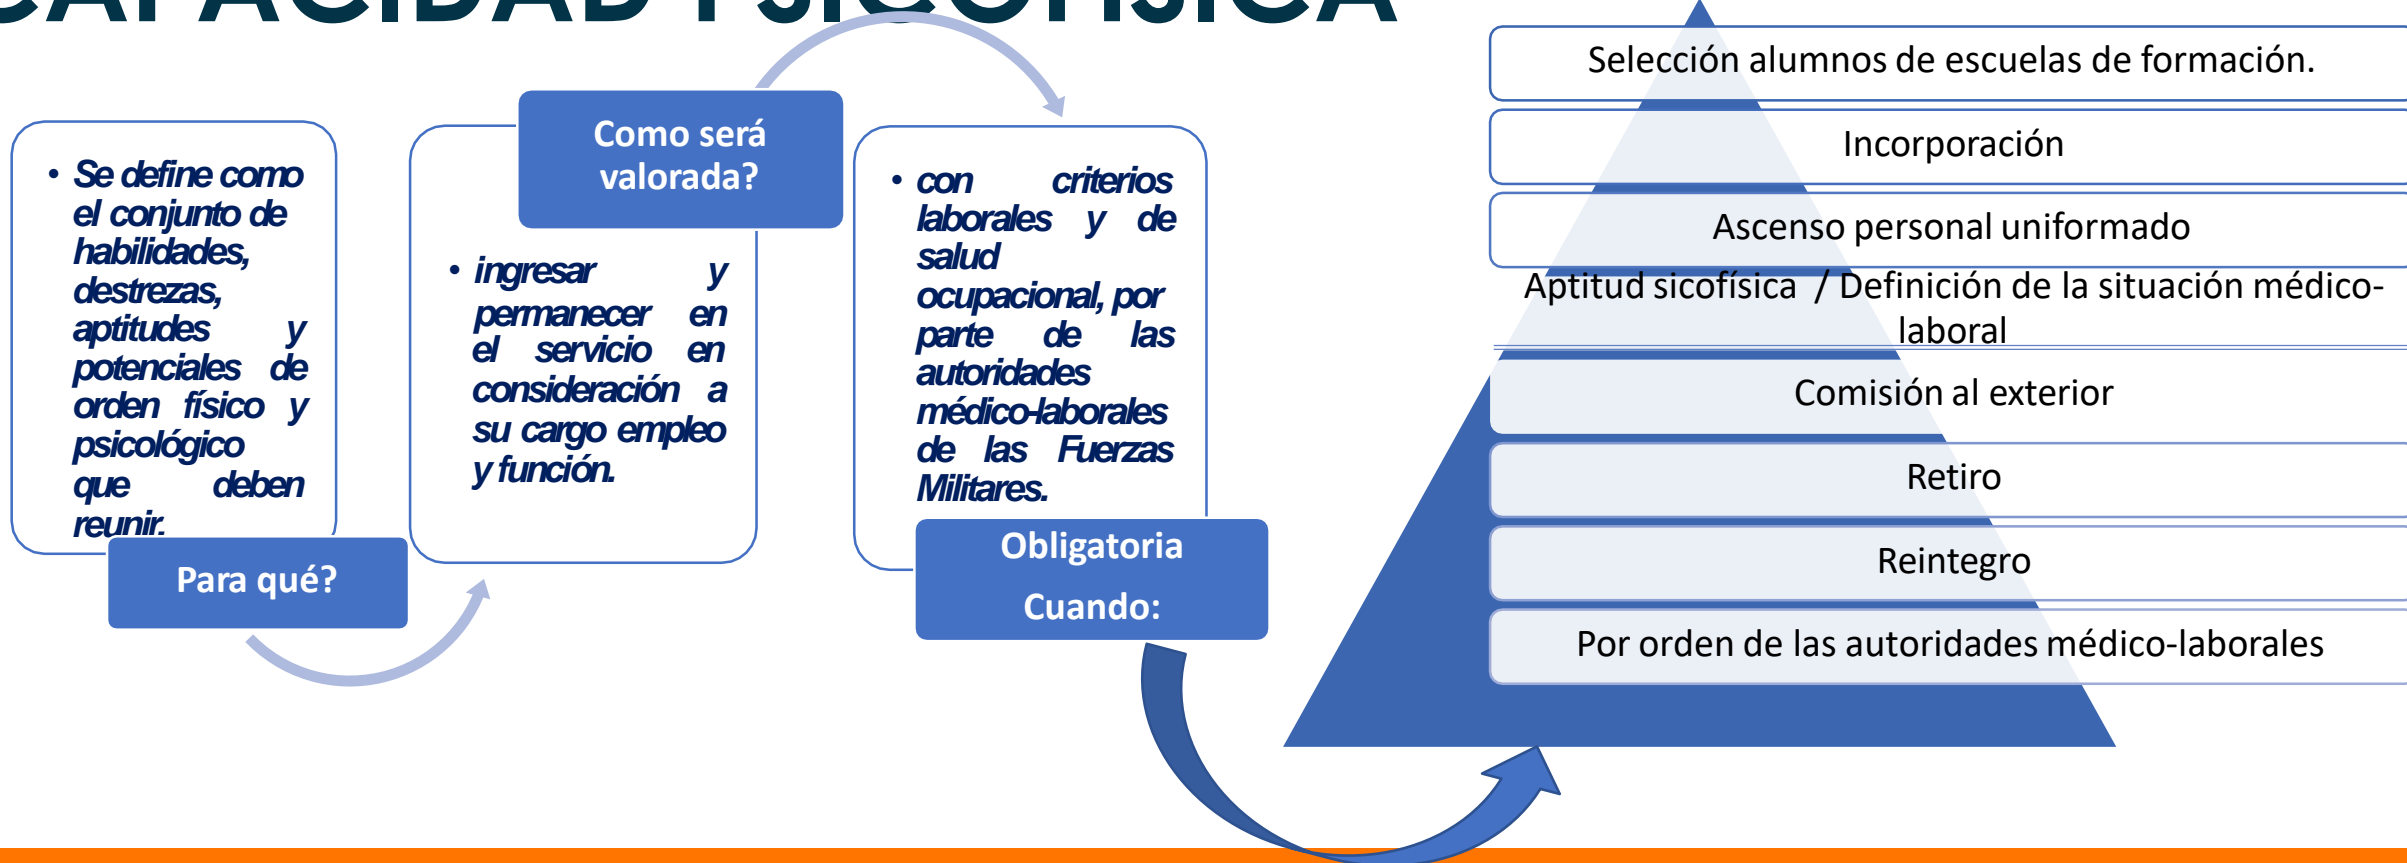 CAPACIDAD PSICOFÍSICA
• Se define como
el conjunto de
habilidades,
destrezas,
aptitudes y
potenciales de
orden físico y
psicológico
que deben
reunir.
Para qué?
• ingresar y
permanecer en
el servicio en
consideración a
su cargo empleo
y función.
Como será
valorada?
• con criterios
laborales y de
salud
ocupacional, por
parte de las
autoridades
médico-laborales
de las Fuerzas
Militares.
Obligatoria
Cuando:
Selección alumnos de escuelas de formación.
Incorporación
Ascenso personal uniformado
Aptitud sicofísica / Definición de la situación médico-
laboral
Comisión al exterior
Retiro
Reintegro
Por orden de las autoridades médico-laborales